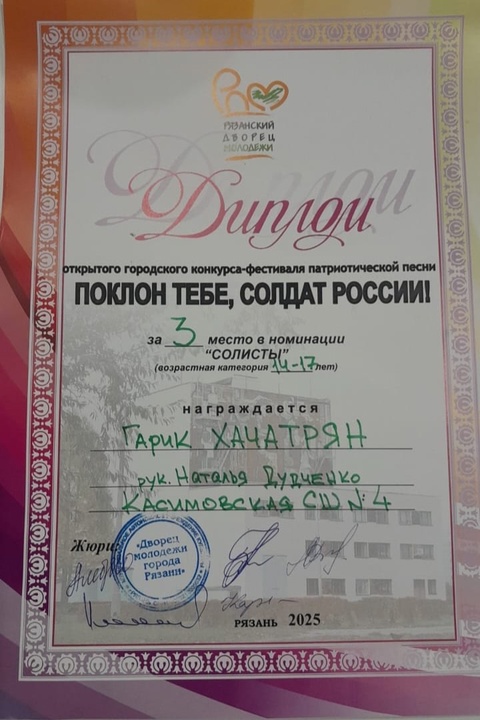 РЯЗАНСКИЙ
ДВОРЕЦ
МОЛОДЕЖИ
Диплом
открытого городского конкурса-фестиваля патриотической песни
ПОКЛОН ТЕБЕ, СОЛДАТ РОССИИ!
за 3 место в номинации
"СОЛИСТЫ"
(возрастная категория 14-17лет)
награждается
ГАРИК ХАЧАТРЯН
рук. Наталья Дудченко
КАСИМОВСКАЯ СШ №4
Жюри:
«Дворец
молодежи
города
Рязани»
РЯЗАНЬ 2025